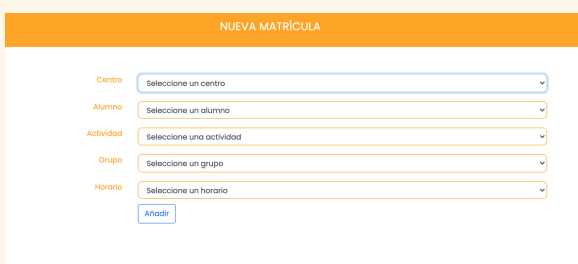 NUEVA MATRÍCULA
Centro
Seleccione un centro
Alumno
Seleccione un alumno
Actividad
Seleccione una actividad
Grupo
Seleccione un grupo
Horario
Seleccione un horario
Añadir